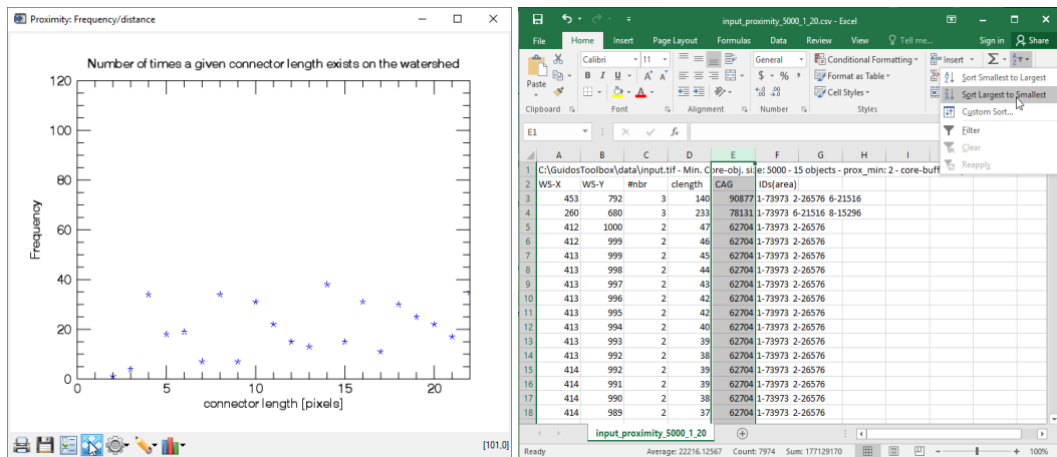 Proximity: Frequency/distance
Number of times a given connector length exists on the watershed
120
100
80
60
40
20
0
Frequency
0 5 10 15 20
connector length [pixels]
[101,0]
input_proximity_5000_1_20.csv - Excel
File Home Insert Page Layout Formulas Data Review View Tell me... Sign in Share
Paste
Calibri 11
B I U
General
$ % ,
Conditional Formatting
Format as Table
Cell Styles
Insert
Clipboard Font Alignment Number Styles
Sort Smallest to Largest
Sort Largest to Smallest
Custom Sort...
Filter
Clear
Reapply
E1 fx
A B C D E F G H I
1 C:\GuidosToolbox\data\input.tif - Min. Core-obj. size: 5000 - 15 objects - prox_min: 2 - core-buff
2 WS-X WS-Y #nbr clength CAG IDs(area)
3 453 792 3 140 90877 1-73973 2-26576 6-21516
4 260 680 3 233 78131 1-73973 6-21516 8-15296
5 412 1000 2 47 62704 1-73973 2-26576
6 412 999 2 46 62704 1-73973 2-26576
7 413 999 2 45 62704 1-73973 2-26576
8 413 998 2 44 62704 1-73973 2-26576
9 413 997 2 43 62704 1-73973 2-26576
10 413 996 2 42 62704 1-73973 2-26576
11 413 995 2 42 62704 1-73973 2-26576
12 413 994 2 40 62704 1-73973 2-26576
13 413 993 2 39 62704 1-73973 2-26576
14 413 992 2 38 62704 1-73973 2-26576
15 414 992 2 39 62704 1-73973 2-26576
16 414 991 2 39 62704 1-73973 2-26576
17 414 990 2 38 62704 1-73973 2-26576
18 414 989 2 37 62704 1-73973 2-26576
input_proximity_5000_1_20
Ready Average: 22216.12567 Count: 7974 Sum: 177129170 100%